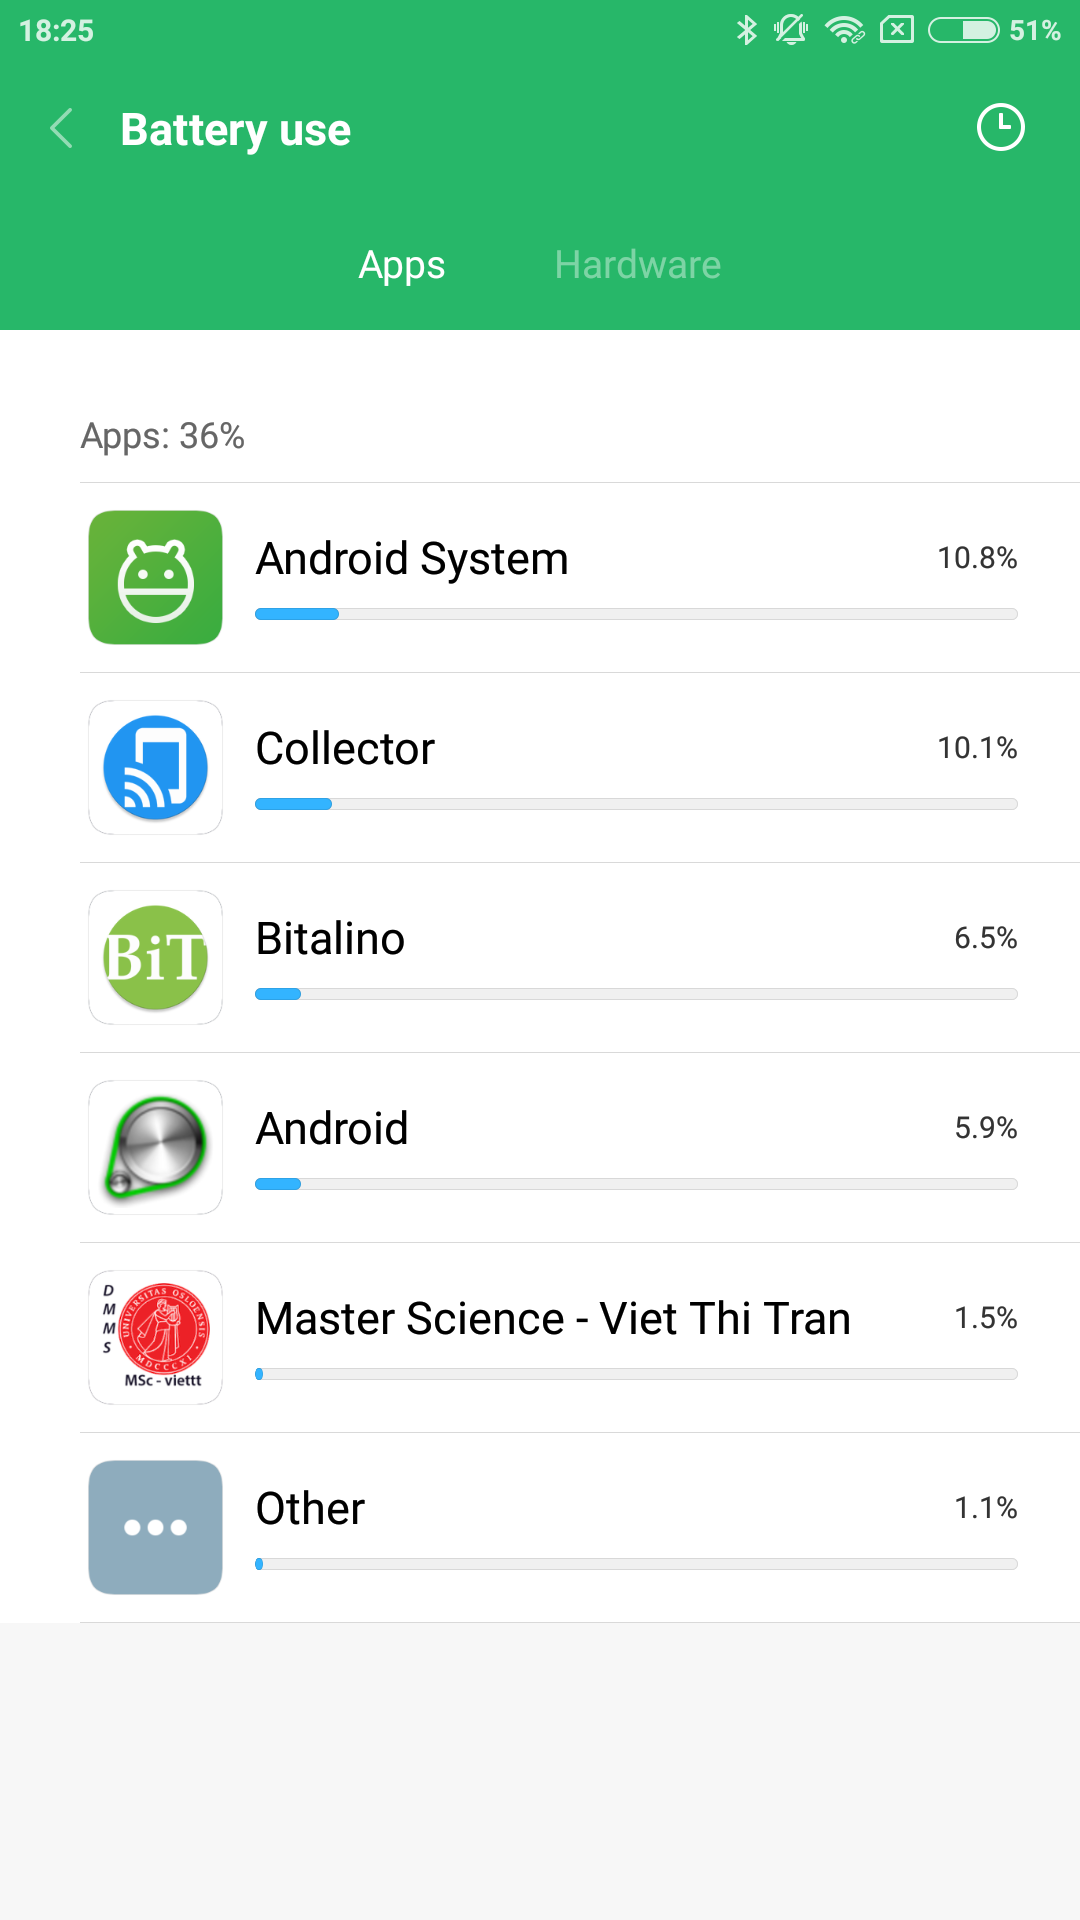 18:25 51%
Battery use
Apps Hardware
Apps: 36%
Android System 10.8%
Collector 10.1%
BiT
Bitalino 6.5%
Android 5.9%
DMMS
UNIVERSITAS OSLOENSIS
MDCCCXI
MSc - viettt
Master Science - Viet Thi Tran 1.5%
Other 1.1%